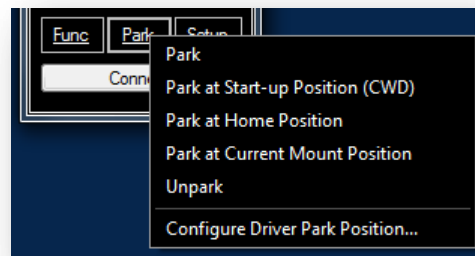 Func Park
Park
Park at Start-up Position (CWD)
Park at Home Position
Park at Current Mount Position
Unpark
Configure Driver Park Position...